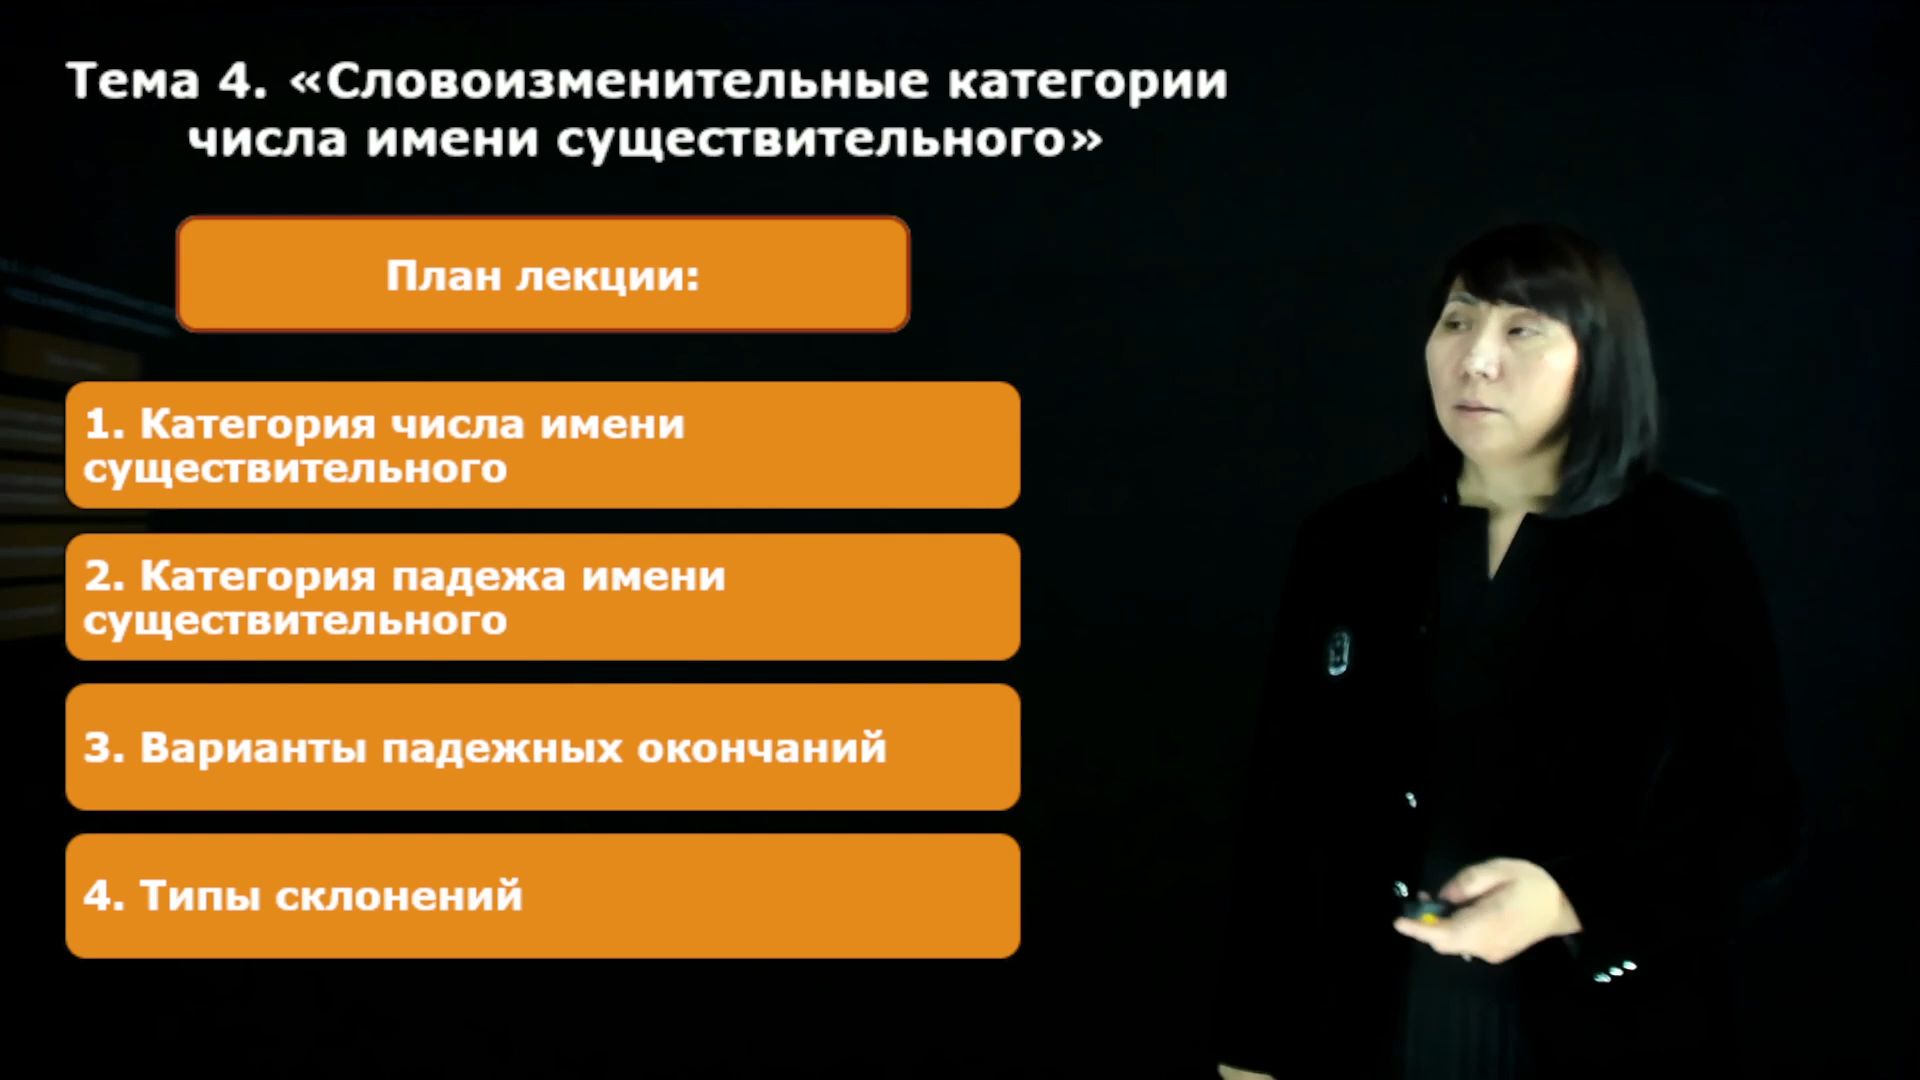 Тема 4. «Словоизменительные категории
числа имени существительного»
План лекции:
1. Категория числа имени
существительного
2. Категория падежа имени
существительного
3. Варианты падежных окончаний
4. Типы склонений